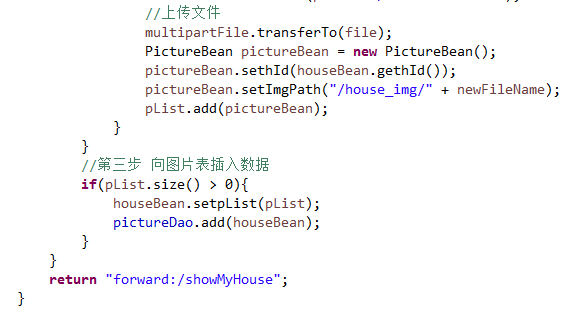 //上传文件
multipartFile.transferTo(file);
PictureBean pictureBean = new PictureBean();
pictureBean.sethId(houseBean.gethId());
pictureBean.setImgPath("/house_img/" + newFileName);
pList.add(pictureBean);
}
}
//第三步 向图片表插入数据
if(pList.size() > 0){
houseBean.setpList(pList);
pictureDao.add(houseBean);
}
}
return "forward:/showMyHouse";
}